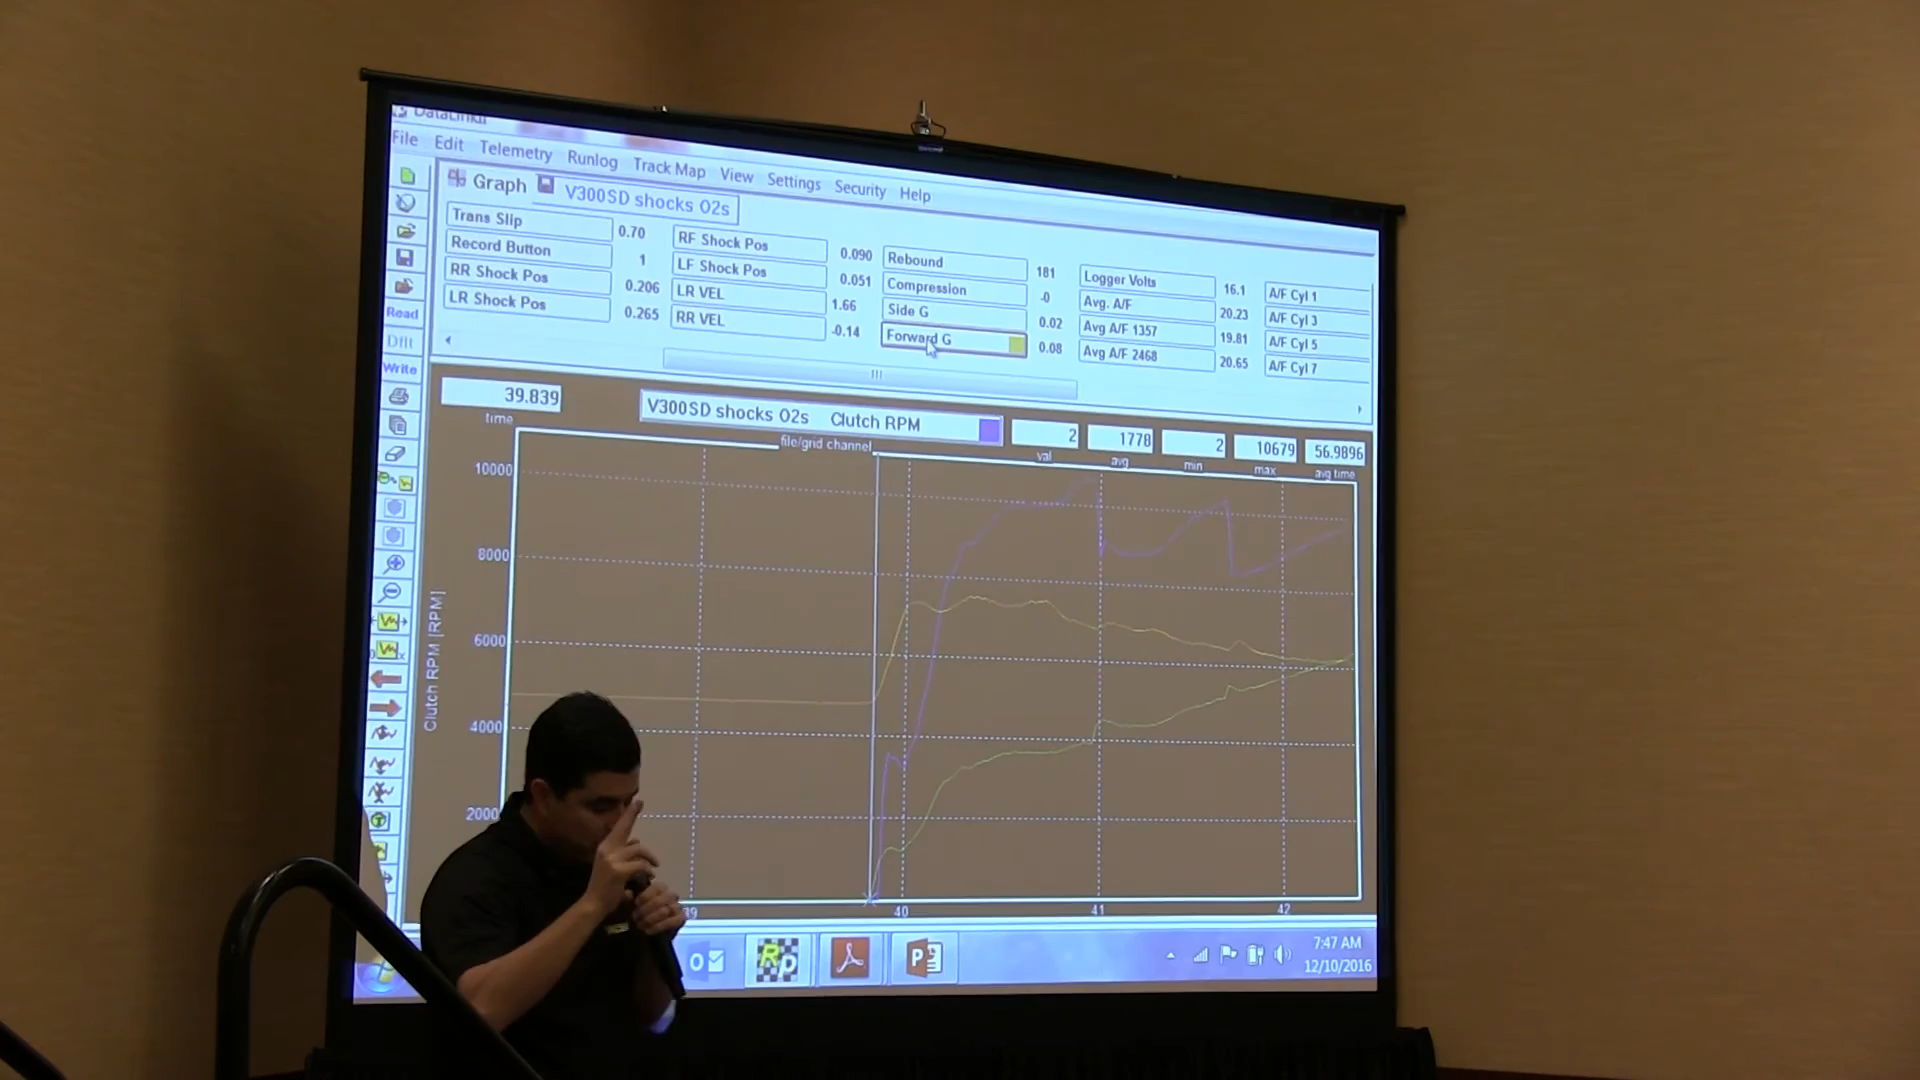 DataLinkII
File Edit Telemetry Runlog Track Map View Settings Security Help
Graph V300SD shocks O2s
Trans Slip 0.70
Record Button 1
RR Shock Pos 0.206
LR Shock Pos 0.265
RF Shock Pos 0.090
LF Shock Pos 0.051
LR VEL 1.66
RR VEL -0.14
Rebound 181
Compression -0
Side G 0.02
Forward G 0.08
Logger Volts 16.1
Avg. A/F 20.23
Avg A/F 1357 19.81
Avg A/F 2468 20.65
A/F Cyl 1
A/F Cyl 3
A/F Cyl 5
A/F Cyl 7
Read
Dflt
Write
39.839
time
V300SD shocks O2s Clutch RPM
file/grid channel
2 1778 2 10679 56.9896
val avg min max avg time
10000
8000
6000
4000
2000
Clutch RPM [RPM]
39 40 41 42
Rp
P
7:47 AM
12/10/2016